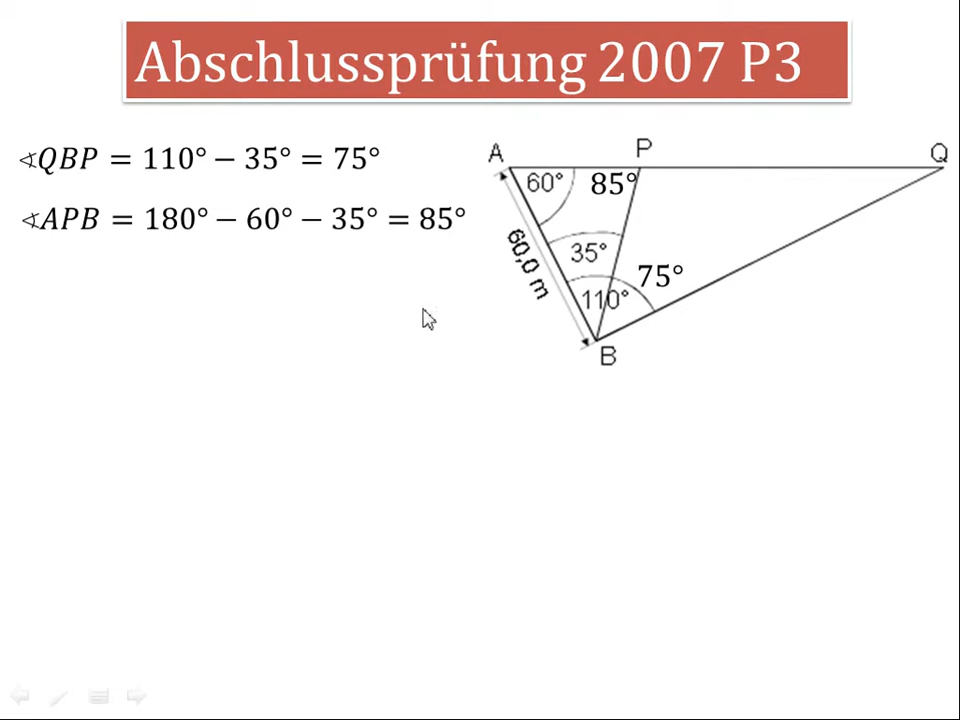 Abschlussprüfung 2007 P3
∢QBP = 110° − 35° = 75°
∢APB = 180° − 60° − 35° = 85°
A
P
Q
60°
85°
60,0 m
35°
75°
110°
B